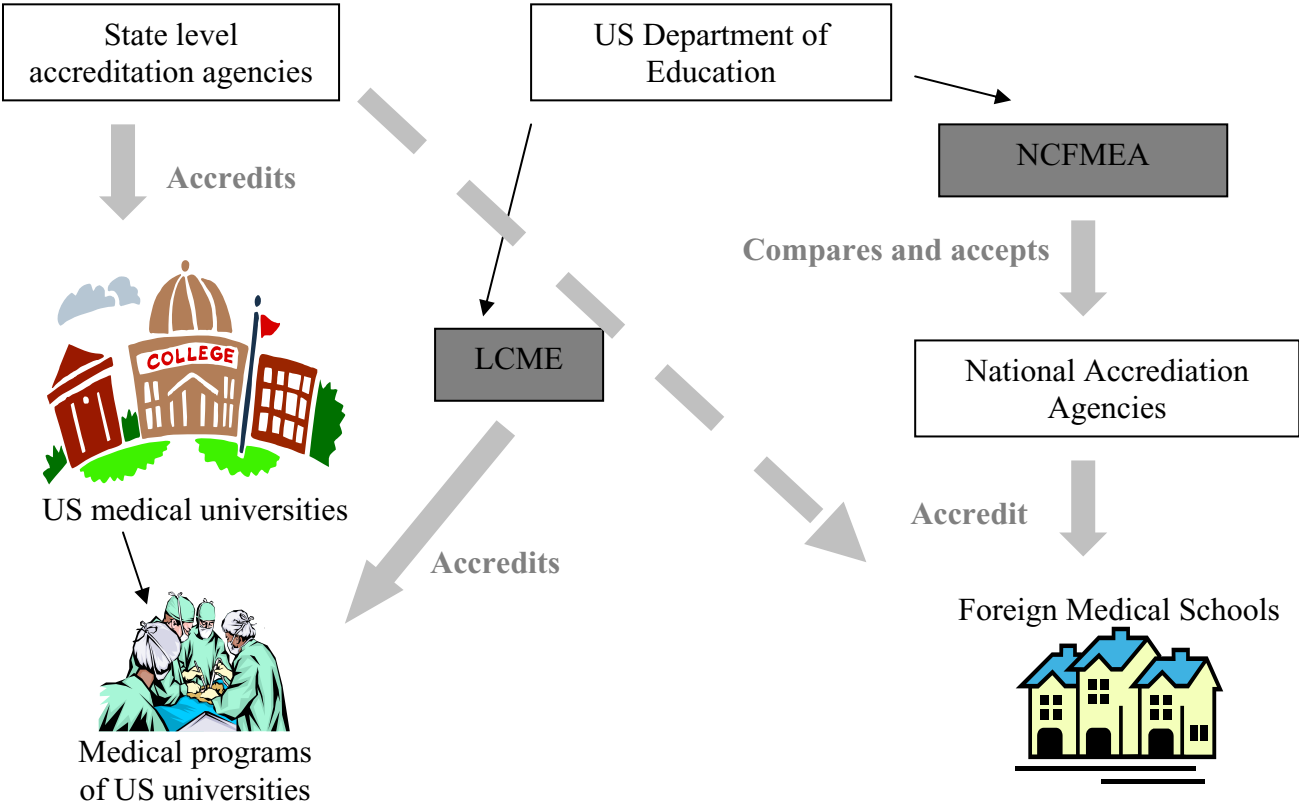 State level
accreditation agencies
US Department of
Education
NCFMEA
Accredits
Compares and accepts
COLLEGE
LCME
National Accrediation
Agencies
US medical universities
Accredits
Accredit
Foreign Medical Schools
Medical programs
of US universities